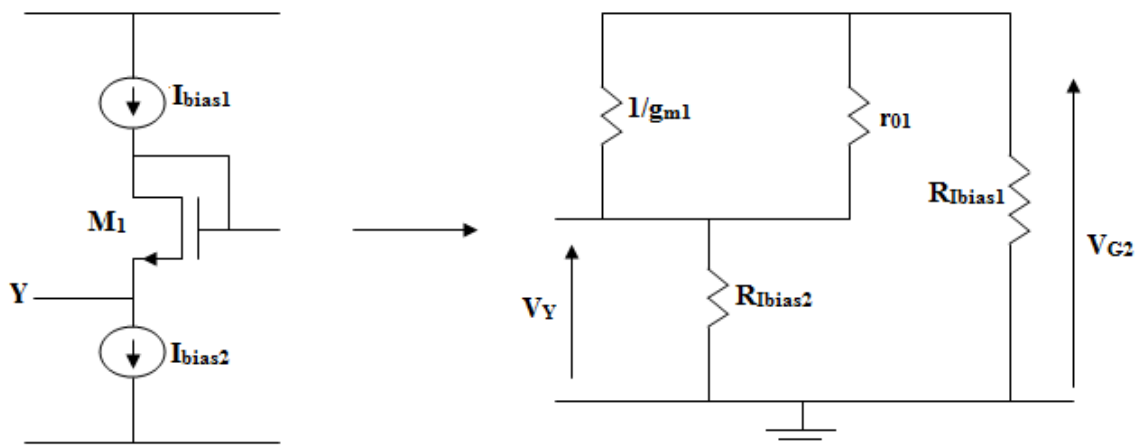 Ibias1
M1
Y
Ibias2
1/gm1
r01
RIbias1
VG2
VY
RIbias2